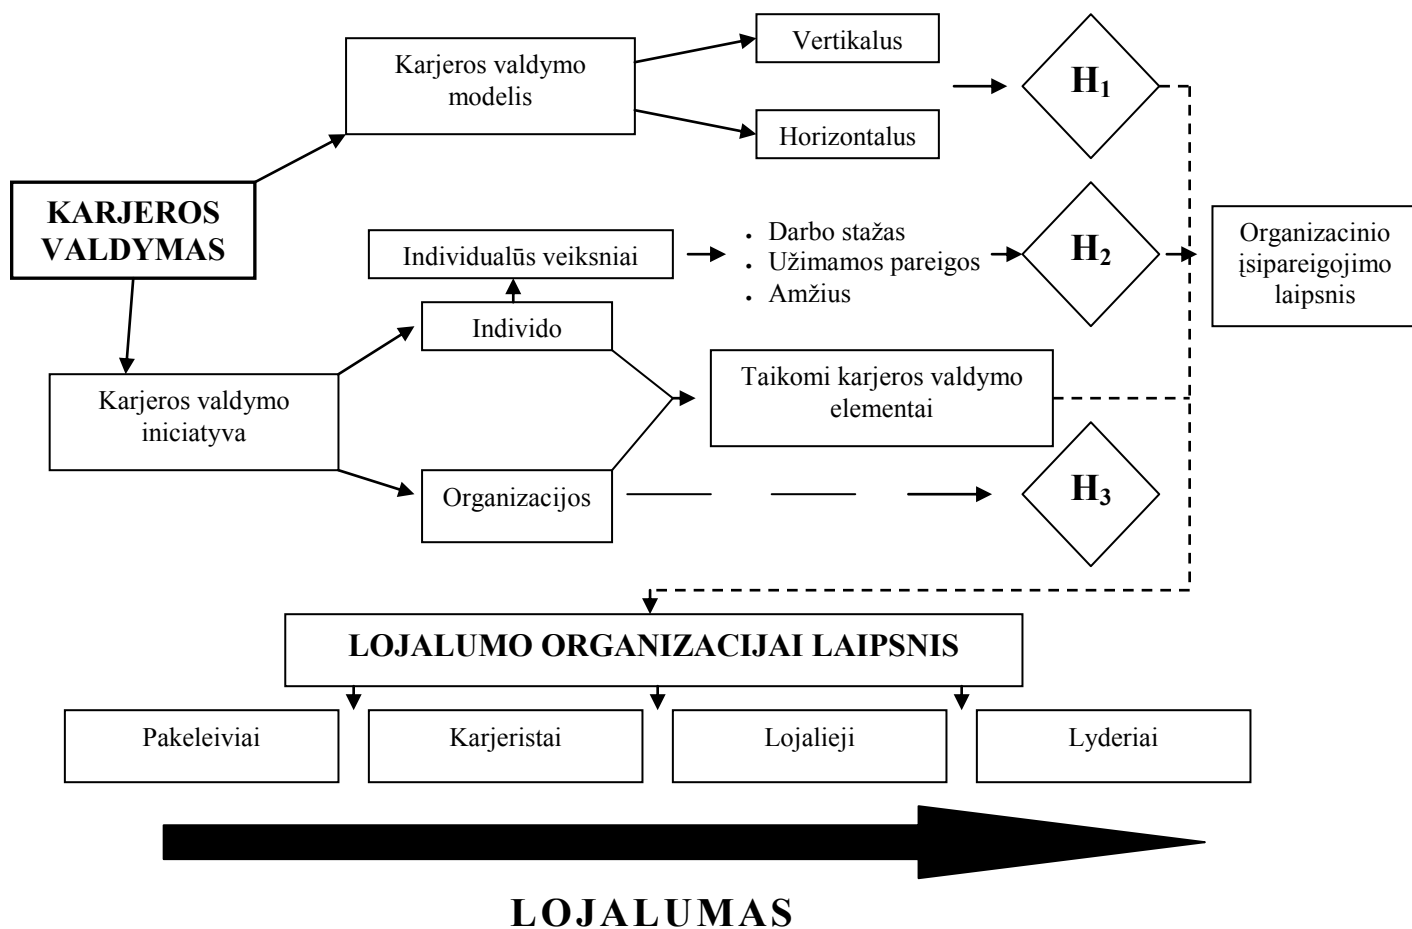 Karjeros valdymo
modelis
Vertikalus
Horizontalus
H₁
KARJEROS
VALDYMAS
Individualūs veiksniai
• Darbo stažas
• Užimamos pareigos
• Amžius
H₂
Organizacinio
įsipareigojimo
laipsnis
Individo
Karjeros valdymo
iniciatyva
Taikomi karjeros valdymo
elementai
Organizacijos
H₃
LOJALUMO ORGANIZACIJAI LAIPSNIS
Pakeleiviai
Karjeristai
Lojalieji
Lyderiai
LOJALUMAS